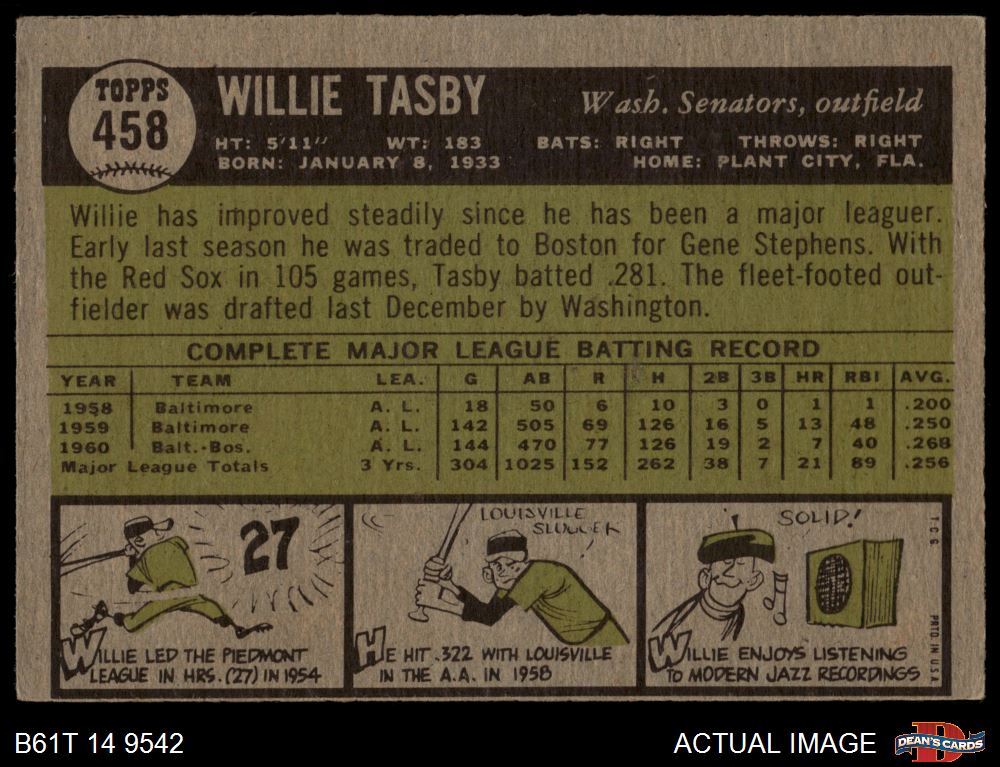 TOPPS
458
WILLIE TASBY
Wash. Senators, outfield
HT: 5'11" WT: 183 BATS: RIGHT THROWS: RIGHT
BORN: JANUARY 8, 1933 HOME: PLANT CITY, FLA.
Willie has improved steadily since he has been a major leaguer.
Early last season he was traded to Boston for Gene Stephens. With
the Red Sox in 105 games, Tasby batted .281. The fleet-footed out-
fielder was drafted last December by Washington.
COMPLETE MAJOR LEAGUE BATTING RECORD
YEAR TEAM LEA. G AB R H 2B 3B HR RBI AVG.
1958 Baltimore A. L. 18 50 6 10 3 0 1 1 .200
1959 Baltimore A. L. 142 505 69 126 16 5 13 48 .250
1960 Balt.-Bos. A. L. 144 470 77 126 19 2 7 40 .268
Major League Totals 3 Yrs. 304 1025 152 262 38 7 21 89 .256
27
WILLIE LED THE PIEDMONT
LEAGUE IN HRS. (27) IN 1954
LOUISVILLE
SLUGGER
HE HIT .322 WITH LOUISVILLE
IN THE A.A. IN 1958
SOLID!
WILLIE ENJOYS LISTENING
TO MODERN JAZZ RECORDINGS
T.C.G.
PRTD. IN U.S.A.
B61T 14 9542
ACTUAL IMAGE
D
DEAN'S CARDS